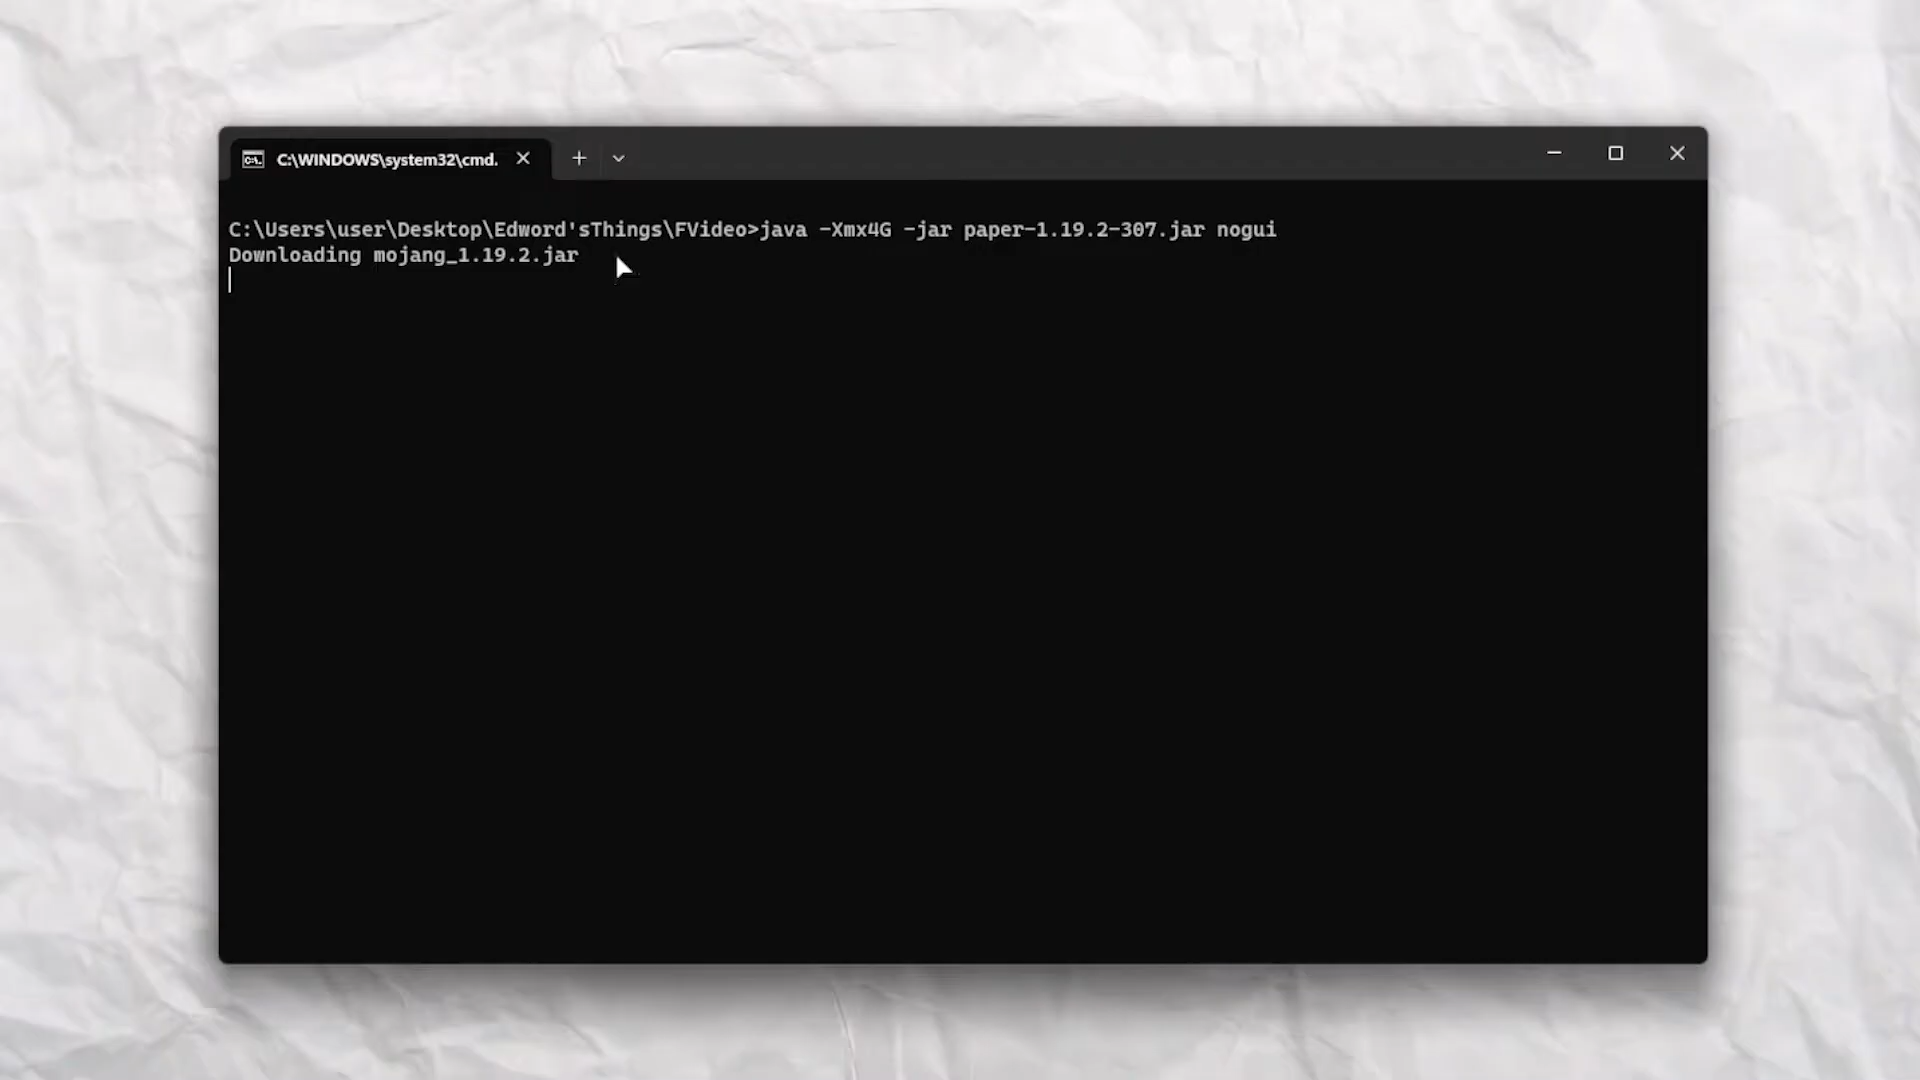 C:\WINDOWS\system32\cmd.
C:\Users\user\Desktop\Edword'sThings\FVideo>java -Xmx4G -jar paper-1.19.2-307.jar nogui
Downloading mojang_1.19.2.jar